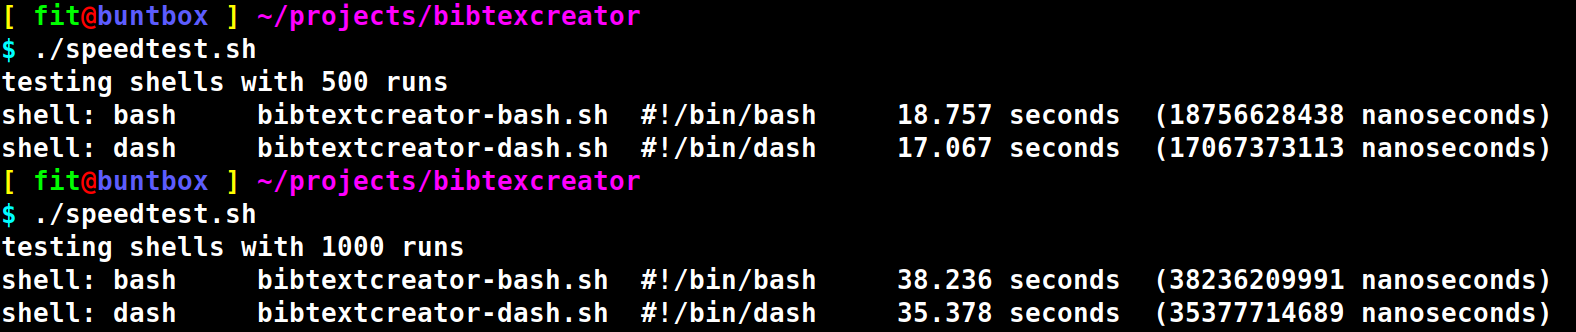 [ fit@buntbox ] ~/projects/bibtexcreator
$ ./speedtest.sh
testing shells with 500 runs
shell: bash     bibtextcreator-bash.sh  #!/bin/bash     18.757 seconds  (18756628438 nanoseconds)
shell: dash     bibtextcreator-dash.sh  #!/bin/dash     17.067 seconds  (17067373113 nanoseconds)
[ fit@buntbox ] ~/projects/bibtexcreator
$ ./speedtest.sh
testing shells with 1000 runs
shell: bash     bibtextcreator-bash.sh  #!/bin/bash     38.236 seconds  (38236209991 nanoseconds)
shell: dash     bibtextcreator-dash.sh  #!/bin/dash     35.378 seconds  (35377714689 nanoseconds)